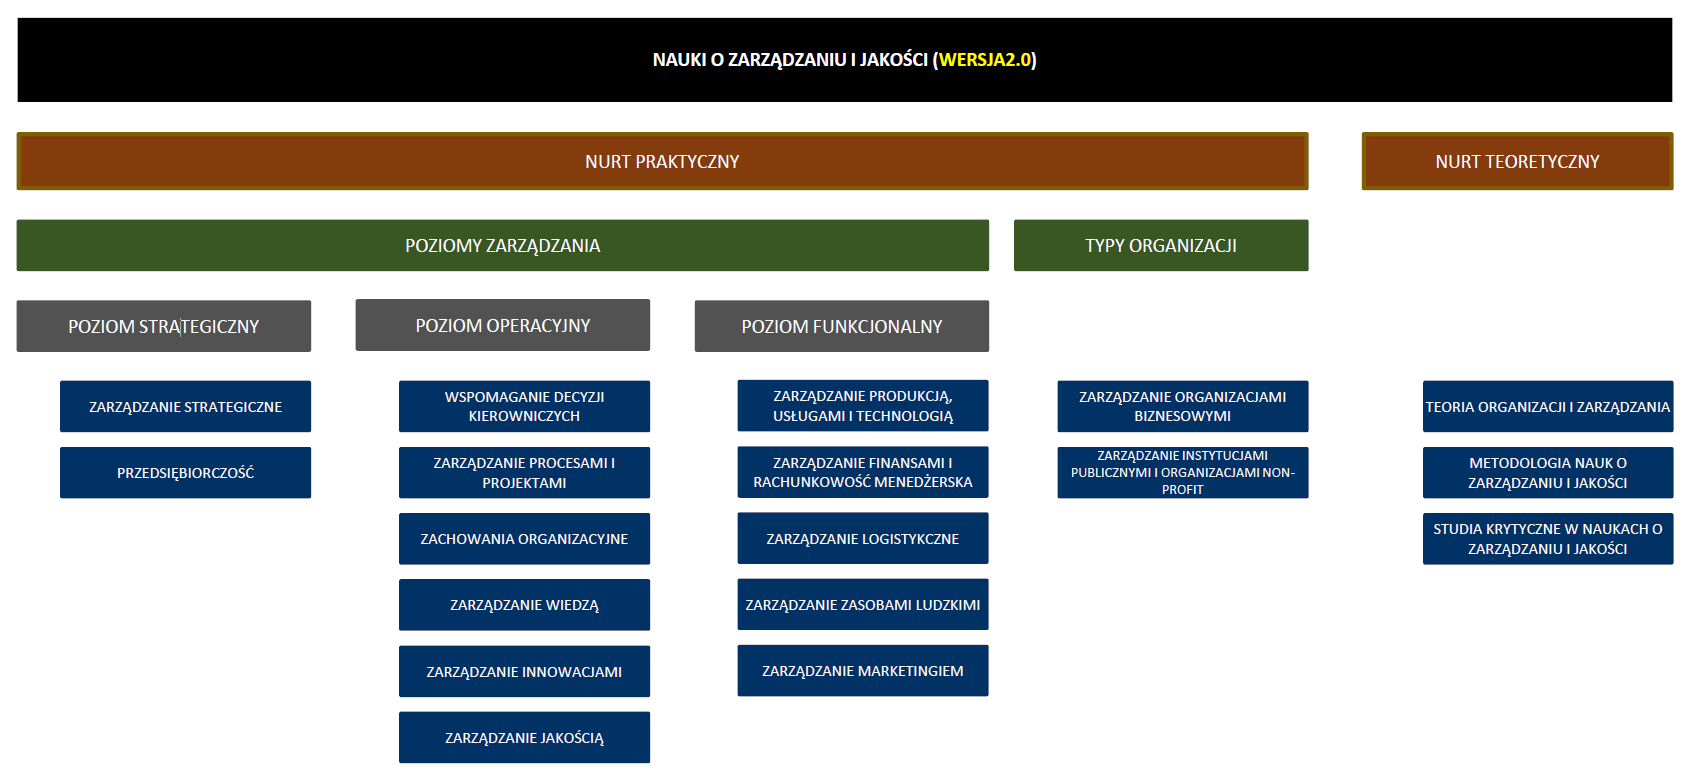 NAUKI O ZARZĄDZANIU I JAKOŚCI (WERSJA2.0)
NURT PRAKTYCZNY
NURT TEORETYCZNY
POZIOMY ZARZĄDZANIA
TYPY ORGANIZACJI
POZIOM STRATEGICZNY
POZIOM OPERACYJNY
POZIOM FUNKCJONALNY
ZARZĄDZANIE STRATEGICZNE
PRZEDSIĘBIORCZOŚĆ
WSPOMAGANIE DECYZJI
KIEROWNICZYCH
ZARZĄDZANIE PROCESAMI I
PROJEKTAMI
ZACHOWANIA ORGANIZACYJNE
ZARZĄDZANIE WIEDZĄ
ZARZĄDZANIE INNOWACJAMI
ZARZĄDZANIE JAKOŚCIĄ
ZARZĄDZANIE PRODUKCJĄ,
USŁUGAMI I TECHNOLOGIĄ
ZARZĄDZANIE FINANSAMI I
RACHUNKOWOŚĆ MENEDŻERSKA
ZARZĄDZANIE LOGISTYKCZNE
ZARZĄDZANIE ZASOBAMI LUDZKIMI
ZARZĄDZANIE MARKETINGIEM
ZARZĄDZANIE ORGANIZACJAMI
BIZNESOWYMI
ZARZĄDZANIE INSTYTUCJAMI
PUBLICZNYMI I ORGANIZACJAMI NON-
PROFIT
TEORIA ORGANIZACJI I ZARZĄDZANIA
METODOLOGIA NAUK O
ZARZĄDZANIU I JAKOŚCI
STUDIA KRYTYCZNE W NAUKACH O
ZARZĄDZANIU I JAKOŚCI